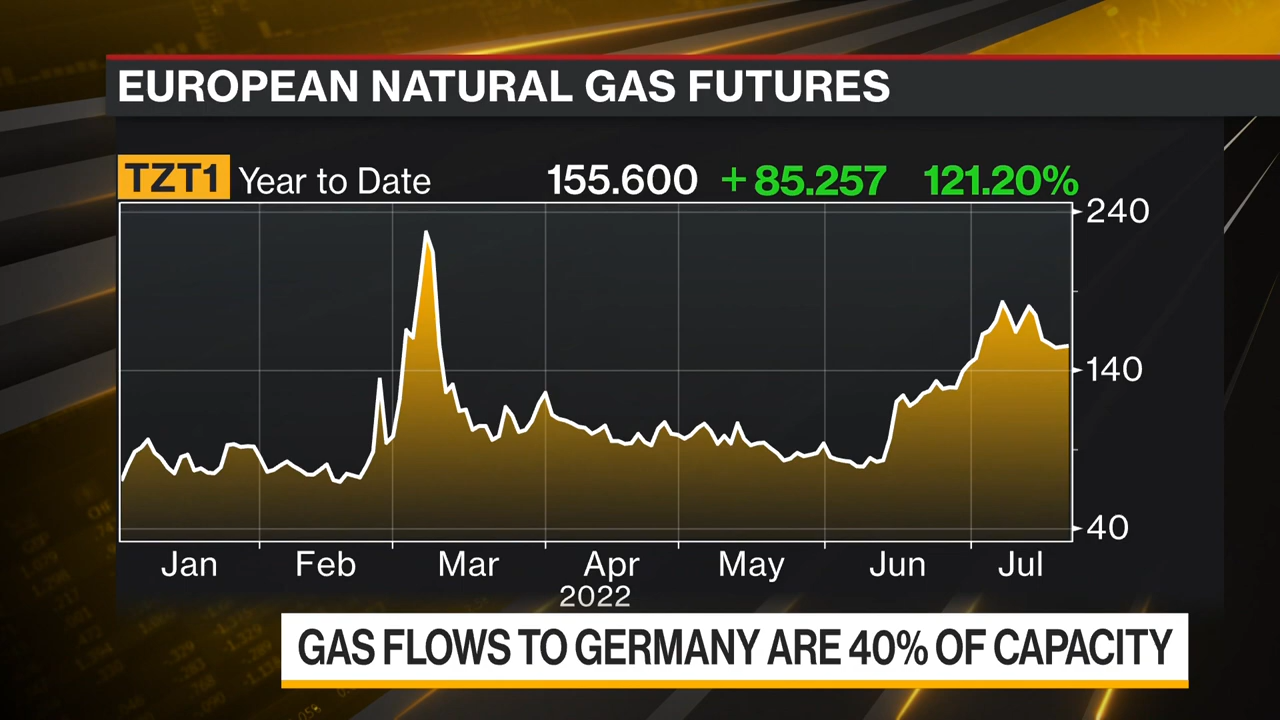 EUROPEAN NATURAL GAS FUTURES
TZT1 Year to Date 155.600 +85.257 121.20%
240
140
40
Jan Feb Mar Apr May Jun Jul
2022
GAS FLOWS TO GERMANY ARE 40% OF CAPACITY